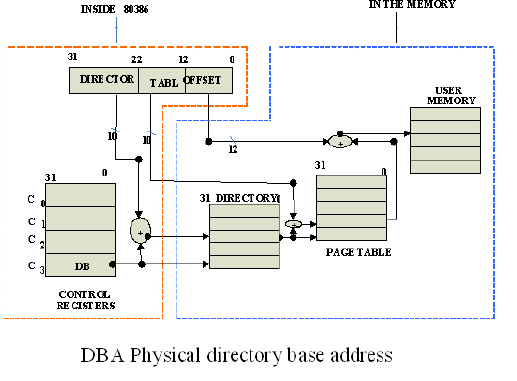 INSIDE 80386
IN THE MEMORY
31 22 12 0
DIRECTOR TABL OFFSET
USER
MEMORY
10 10 12
+
31 0
31 0
C 0
31 DIRECTORY 0
+
C 1
+
C 2
C 3 DB
PAGE TABLE
CONTROL
REGISTERS
DBA Physical directory base address